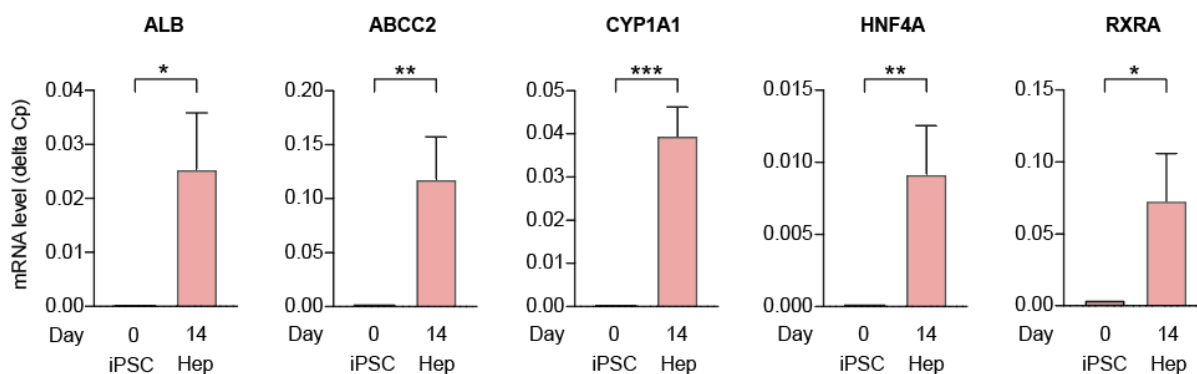 ALB ABCC2 CYP1A1 HNF4A RXRA
* ** *** ** *
mRNA level (delta Cp)
0.04 0.20 0.05 0.015 0.15
0.03 0.15 0.04 0.010 0.10
0.02 0.10 0.03 0.005 0.05
0.01 0.05 0.02 0.000 0.00
0.00 0.00 0.01
0.00
Day 0 14 Day 0 14 Day 0 14 Day 0 14 Day 0 14
iPSC Hep iPSC Hep iPSC Hep iPSC Hep iPSC Hep